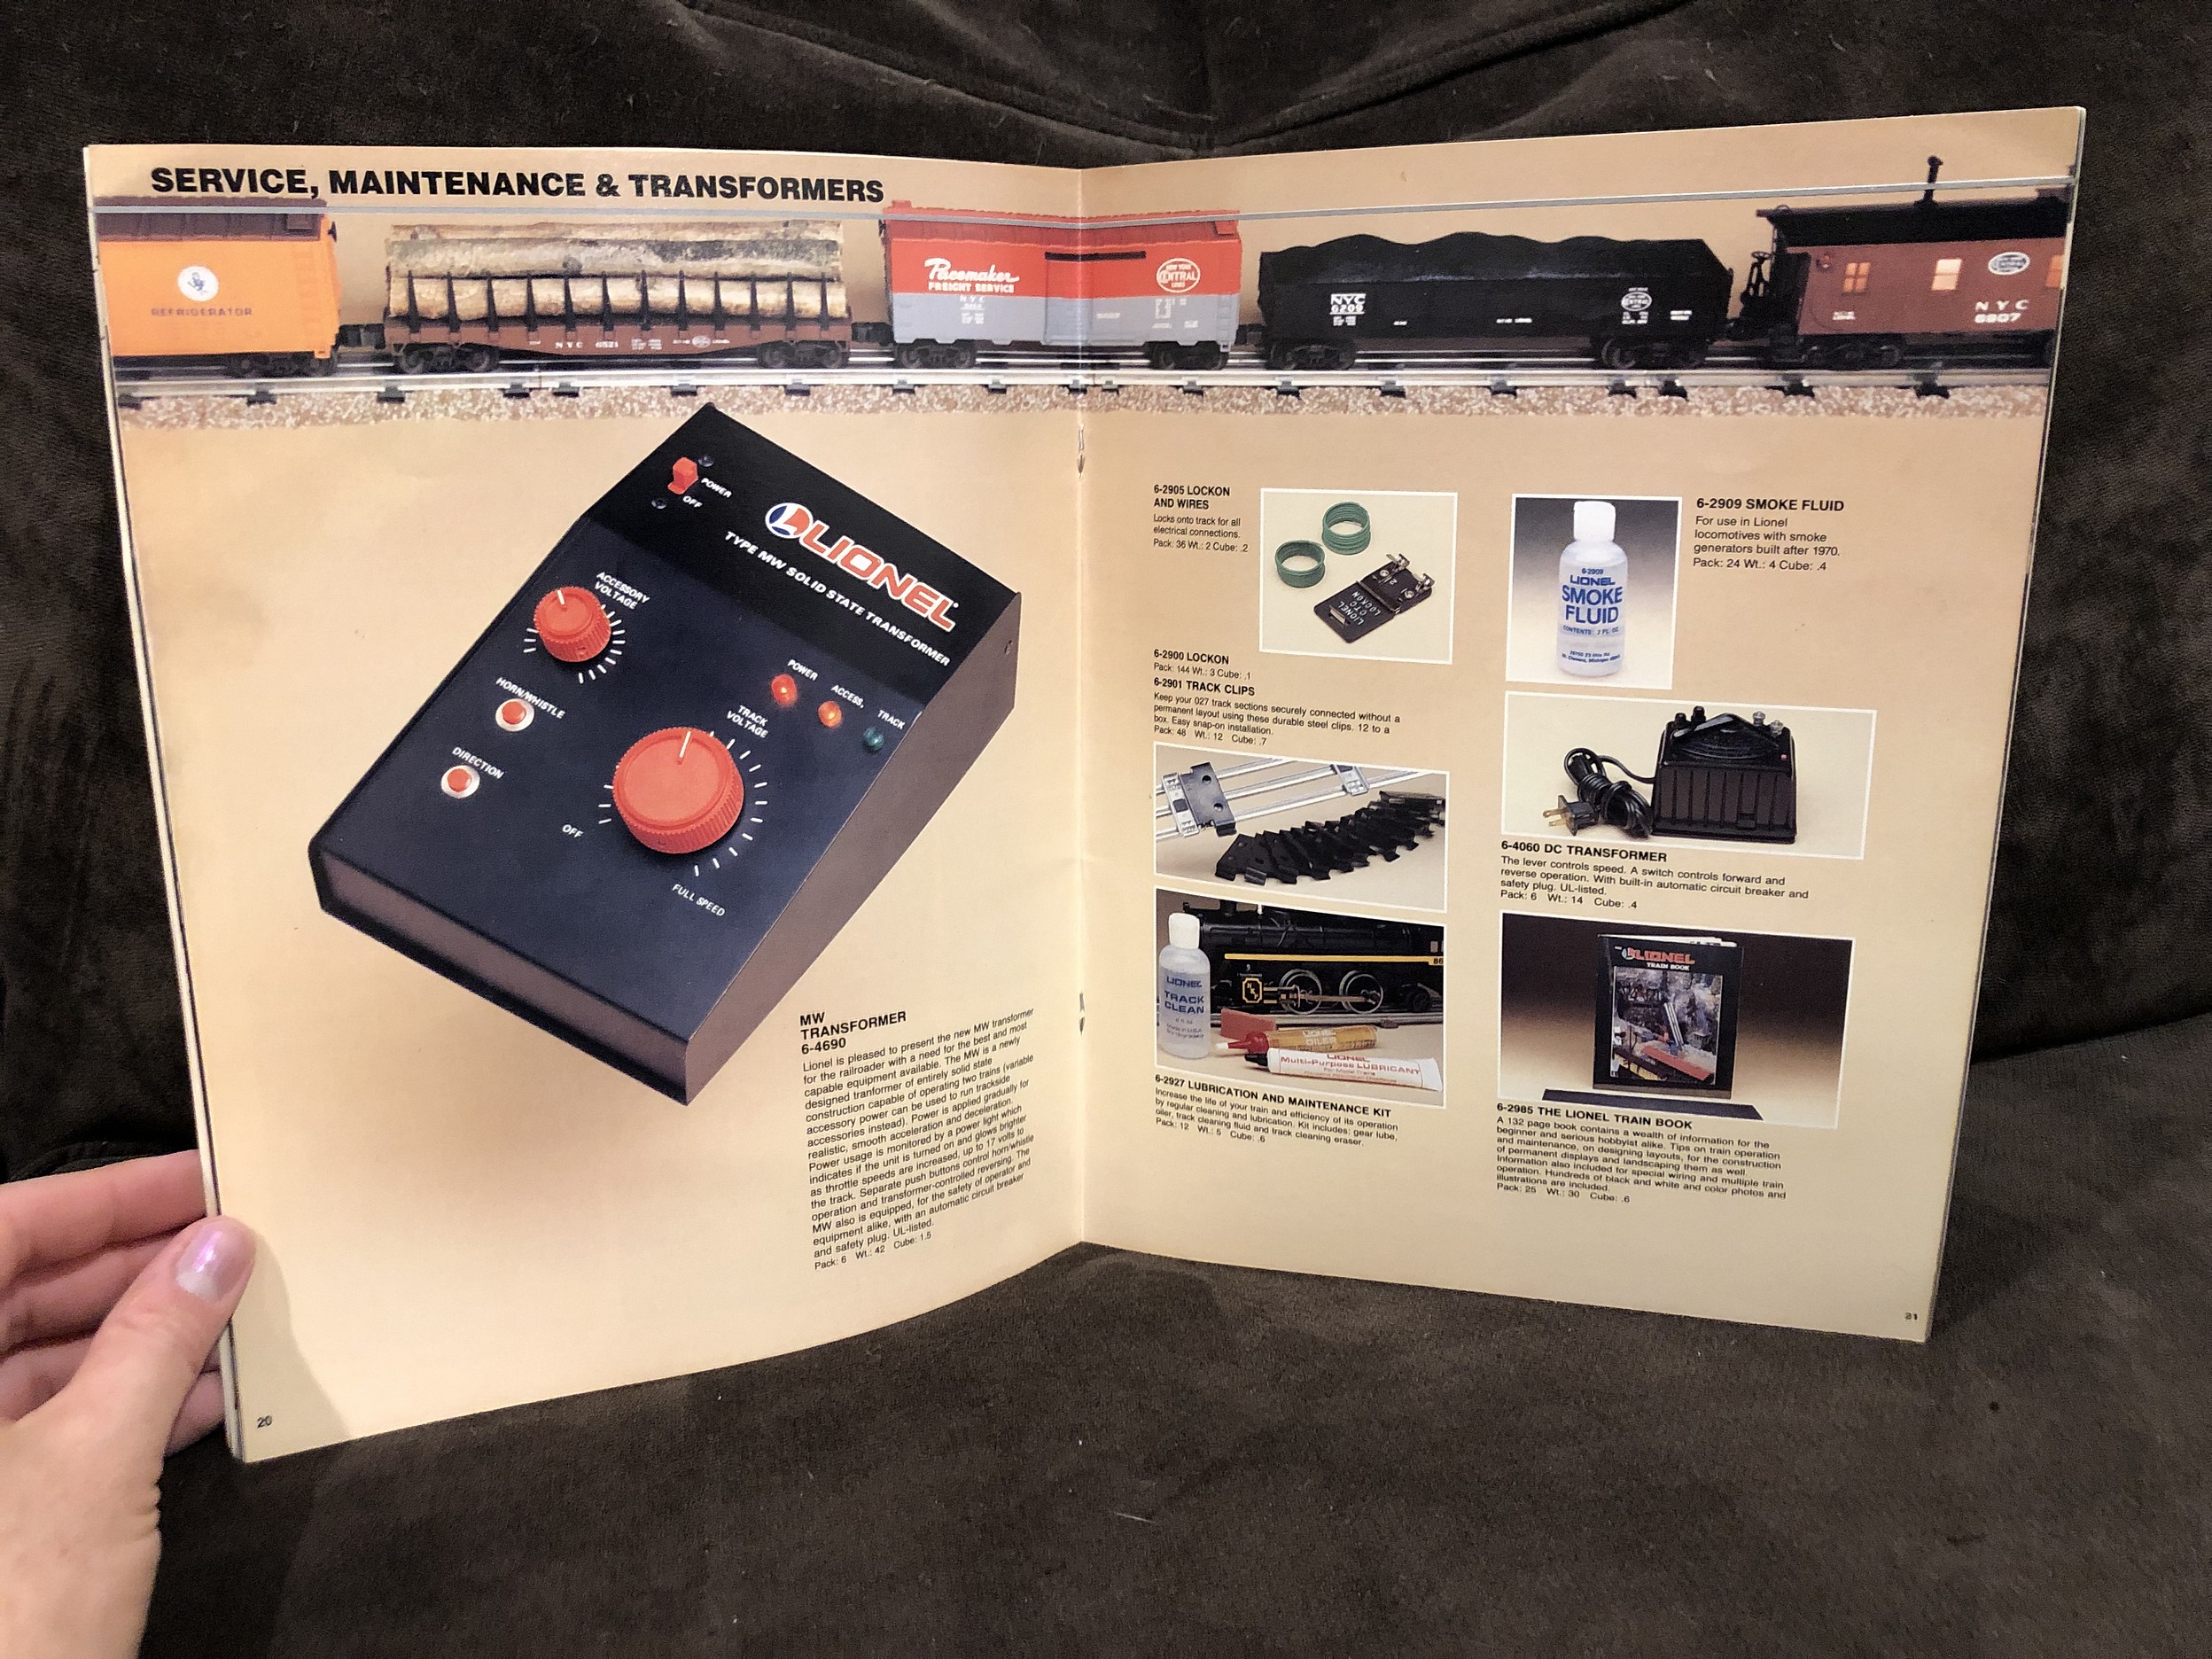 SERVICE, MAINTENANCE & TRANSFORMERS
REFRIGERATOR
NYC 6521
Pacemaker
FREIGHT SERVICE
NYC
NEW YORK
CENTRAL
NYC
6209
NYC
6907
POWER
OFF
LIONEL
TYPE MW SOLID STATE TRANSFORMER
ACCESSORY
VOLTAGE
HORN/WHISTLE
DIRECTION
POWER
ACCESS.
TRACK
TRACK
VOLTAGE
OFF
FULL SPEED
MW
TRANSFORMER
6-4690
Lionel is pleased to present the new MW transformer
for the railroader with a need for the best and most
capable equipment available. The MW is a newly
designed tranformer of entirely solid state
construction capable of operating two trains (variable
accessory power can be used to run trackside
accessories instead). Power is applied gradually for
realistic, smooth acceleration and deceleration.
Power usage is monitored by a power light which
indicates if the unit is turned on and glows brighter
as throttle speeds are increased, up to 17 volts to
the track. Separate push buttons control horn/whistle
operation and transformer-controlled reversing. The
MW also is equipped, for the safety of operator and
equipment alike, with an automatic circuit breaker
and safety plug. UL-listed.
Pack: 6 Wt.: 42 Cube: 1.5
20
6-2905 LOCKON
AND WIRES
Locks onto track for all
electrical connections.
Pack: 36 Wt.: 2 Cube: .2
LIONEL
CTC
LOCKON
6-2900 LOCKON
Pack: 144 Wt.: 3 Cube: .1
6-2901 TRACK CLIPS
Keep your 027 track sections securely connected without a
permanent layout using these durable steel clips. 12 to a
box. Easy snap-on installation.
Pack: 48 Wt.: 12 Cube: .7
LIONEL
TRACK
CLEAN
LIONEL
OILER
LIONEL
Multi-Purpose LUBRICANT
6-2927 LUBRICATION AND MAINTENANCE KIT
Increase the life of your train and efficiency of its operation
by regular cleaning and lubrication. Kit includes: gear lube,
oiler, track cleaning fluid and track cleaning eraser.
Pack: 12 Wt.: 5 Cube: .6
6-2909
LIONEL
SMOKE
FLUID
CONTENTS: 2 FL. OZ.
6-2909 SMOKE FLUID
For use in Lionel
locomotives with smoke
generators built after 1970.
Pack: 24 Wt.: 4 Cube: .4
6-4060 DC TRANSFORMER
The lever controls speed. A switch controls forward and
reverse operation. With built-in automatic circuit breaker and
safety plug. UL-listed.
Pack: 6 Wt.: 14 Cube: .4
LIONEL
TRAIN BOOK
6-2985 THE LIONEL TRAIN BOOK
A 132 page book contains a wealth of information for the
beginner and serious hobbyist alike. Tips on train operation
and maintenance, on designing layouts, for the construction
of permanent displays and landscaping them as well.
Information also included for special wiring and multiple train
operation. Hundreds of black and white and color photos and
illustrations are included.
Pack: 25 Wt.: 30 Cube: .6
21